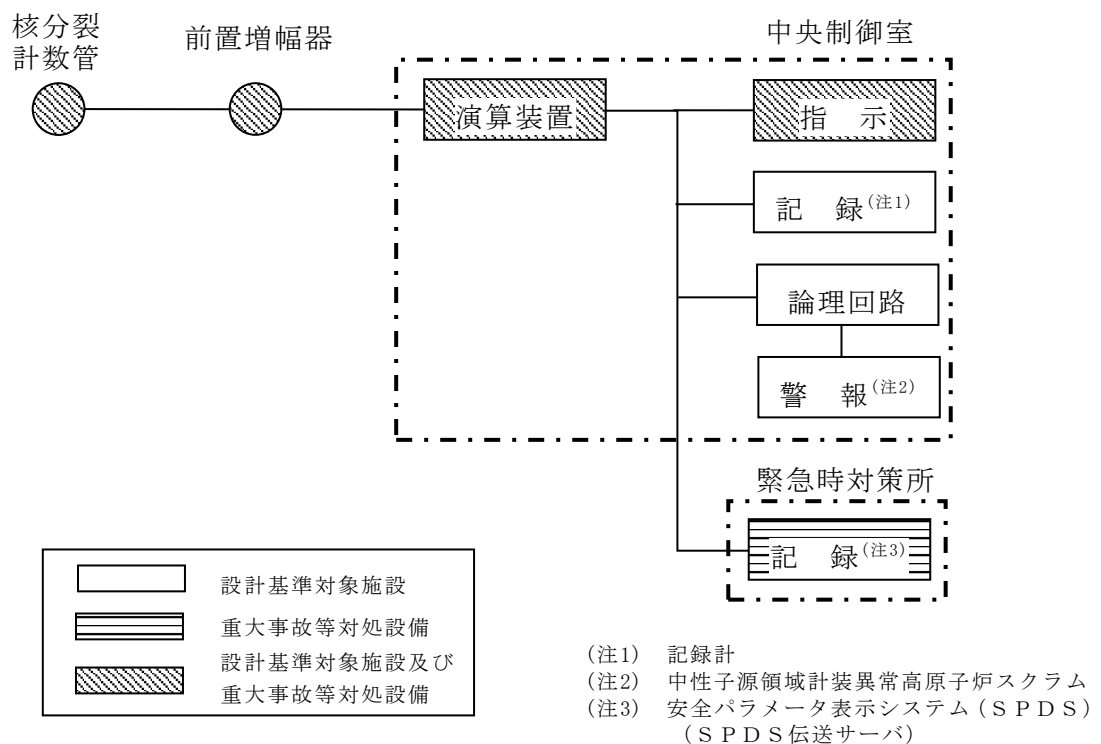 核分裂
計数管
前置増幅器
中央制御室
演算装置
指 示
記 録(注1)
論理回路
警 報(注2)
緊急時対策所
記 録(注3)
設計基準対象施設
重大事故等対処設備
設計基準対象施設及び
重大事故等対処設備
(注1) 記録計
(注2) 中性子源領域計装異常高原子炉スクラム
(注3) 安全パラメータ表示システム(SPDS)
(SPDS伝送サーバ)